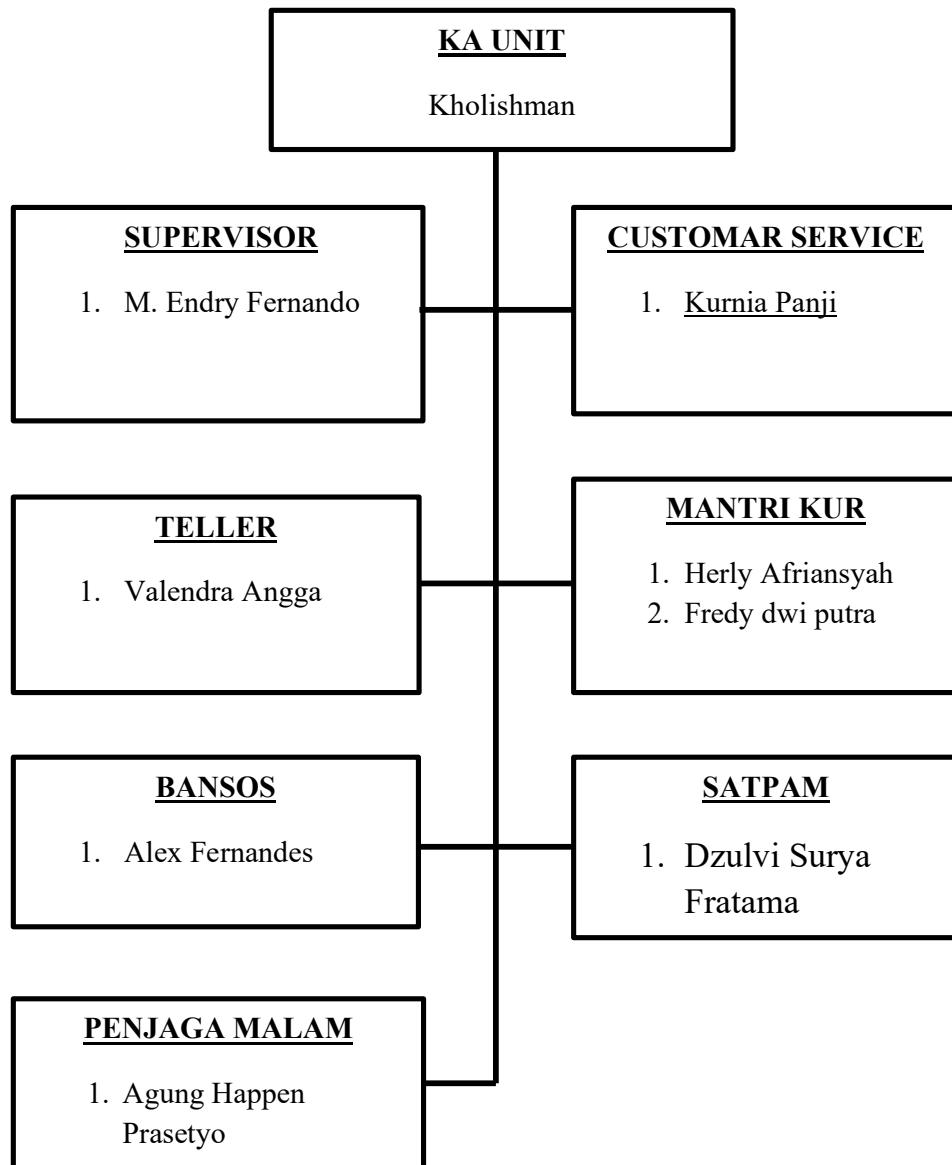 KA UNIT
Kholishman
SUPERVISOR
1. M. Endry Fernando
CUSTOMAR SERVICE
1. Kurnia Panji
TELLER
1. Valendra Angga
MANTRI KUR
1. Herly Afriansyah
2. Fredy dwi putra
BANSOS
1. Alex Fernandes
SATPAM
1. Dzulvi Surya
Fratama
PENJAGA MALAM
1. Agung Happen
Prasetyo